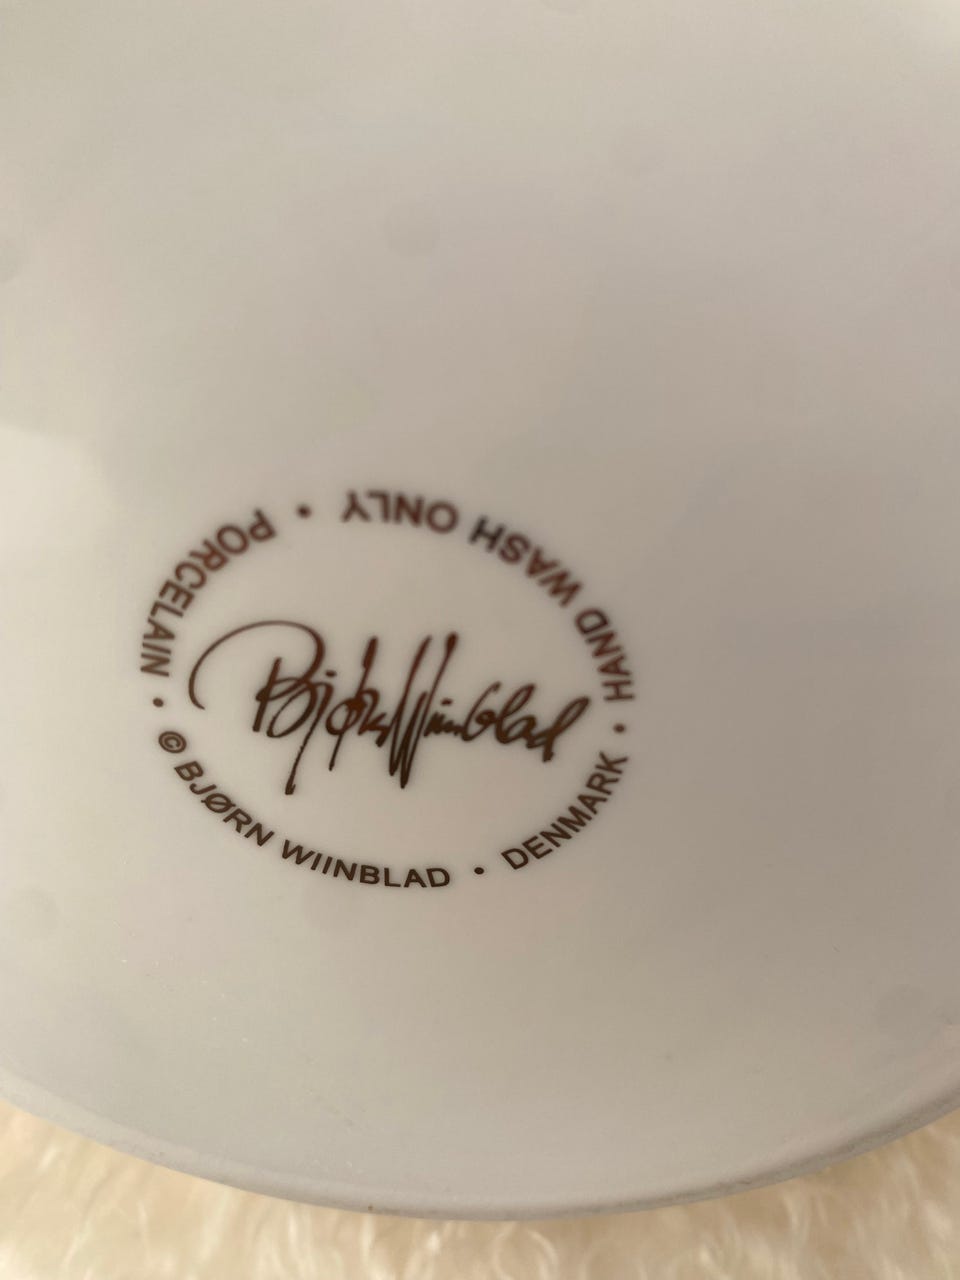 Bjørn Wiinblad
© BJØRN WIINBLAD • DENMARK • HAND WASH ONLY • PORCELAIN •